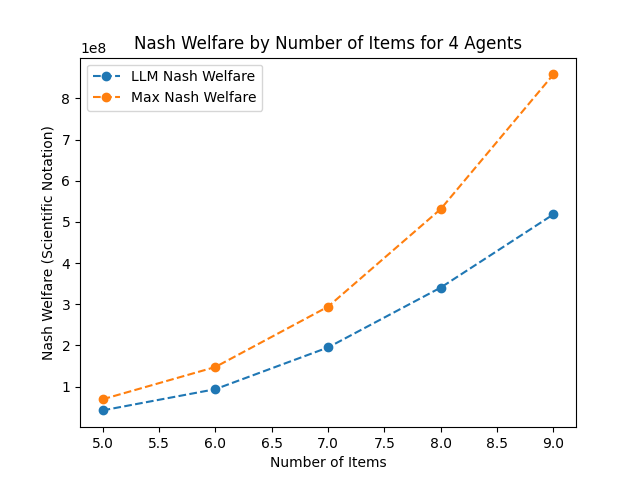 Nash Welfare by Number of Items for 4 Agents
1e8
LLM Nash Welfare
Max Nash Welfare
Nash Welfare (Scientific Notation)
8
7
6
5
4
3
2
1
5.0 5.5 6.0 6.5 7.0 7.5 8.0 8.5 9.0
Number of Items